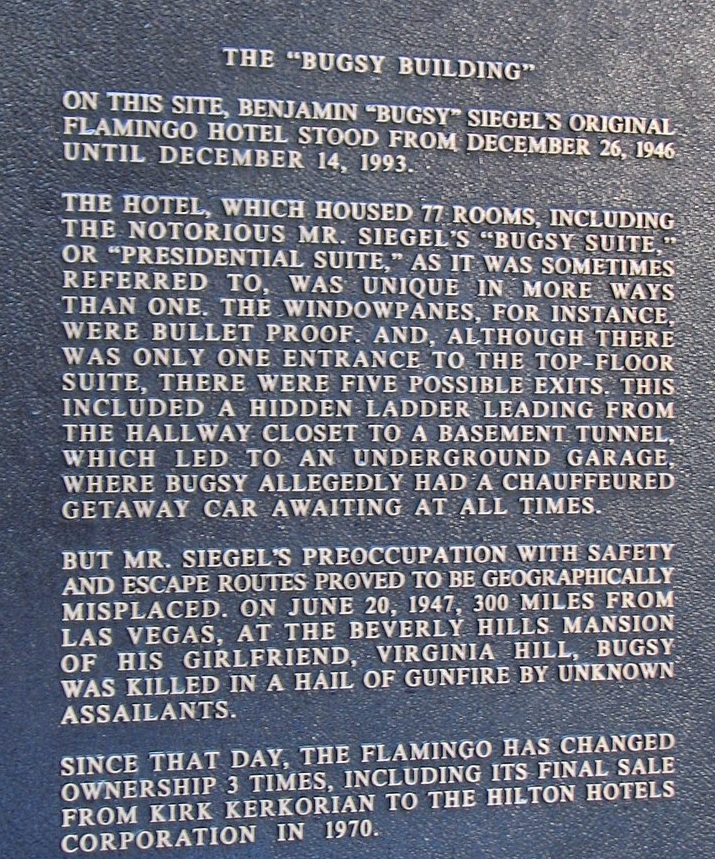 THE “BUGSY BUILDING”
ON THIS SITE, BENJAMIN “BUGSY” SIEGEL'S ORIGINAL
FLAMINGO HOTEL STOOD FROM DECEMBER 26, 1946
UNTIL DECEMBER 14, 1993.
THE HOTEL, WHICH HOUSED 77 ROOMS, INCLUDING
THE NOTORIOUS MR. SIEGEL'S “BUGSY SUITE,”
OR “PRESIDENTIAL SUITE,” AS IT WAS SOMETIMES
REFERRED TO, WAS UNIQUE IN MORE WAYS
THAN ONE. THE WINDOWPANES, FOR INSTANCE,
WERE BULLET PROOF. AND, ALTHOUGH THERE
WAS ONLY ONE ENTRANCE TO THE TOP-FLOOR
SUITE, THERE WERE FIVE POSSIBLE EXITS. THIS
INCLUDED A HIDDEN LADDER LEADING FROM
THE HALLWAY CLOSET TO A BASEMENT TUNNEL,
WHICH LED TO AN UNDERGROUND GARAGE,
WHERE BUGSY ALLEGEDLY HAD A CHAUFFEURED
GETAWAY CAR AWAITING AT ALL TIMES.
BUT MR. SIEGEL'S PREOCCUPATION WITH SAFETY
AND ESCAPE ROUTES PROVED TO BE GEOGRAPHICALLY
MISPLACED. ON JUNE 20, 1947, 300 MILES FROM
LAS VEGAS, AT THE BEVERLY HILLS MANSION
OF HIS GIRLFRIEND, VIRGINIA HILL, BUGSY
WAS KILLED IN A HAIL OF GUNFIRE BY UNKNOWN
ASSAILANTS.
SINCE THAT DAY, THE FLAMINGO HAS CHANGED
OWNERSHIP 3 TIMES, INCLUDING ITS FINAL SALE
FROM KIRK KERKORIAN TO THE HILTON HOTELS
CORPORATION IN 1970.